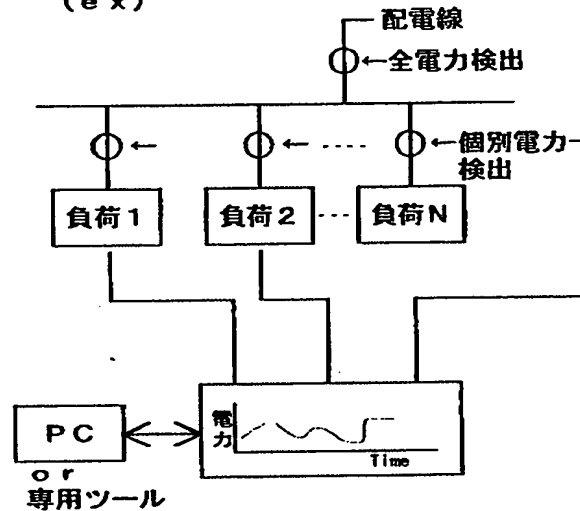 (ex)
配電線
←全電力検出
← ← ‥‥ ←個別電力
検出
負荷1 負荷2 ‥‥ 負荷N
電
力
Time
PC
or
専用ツール